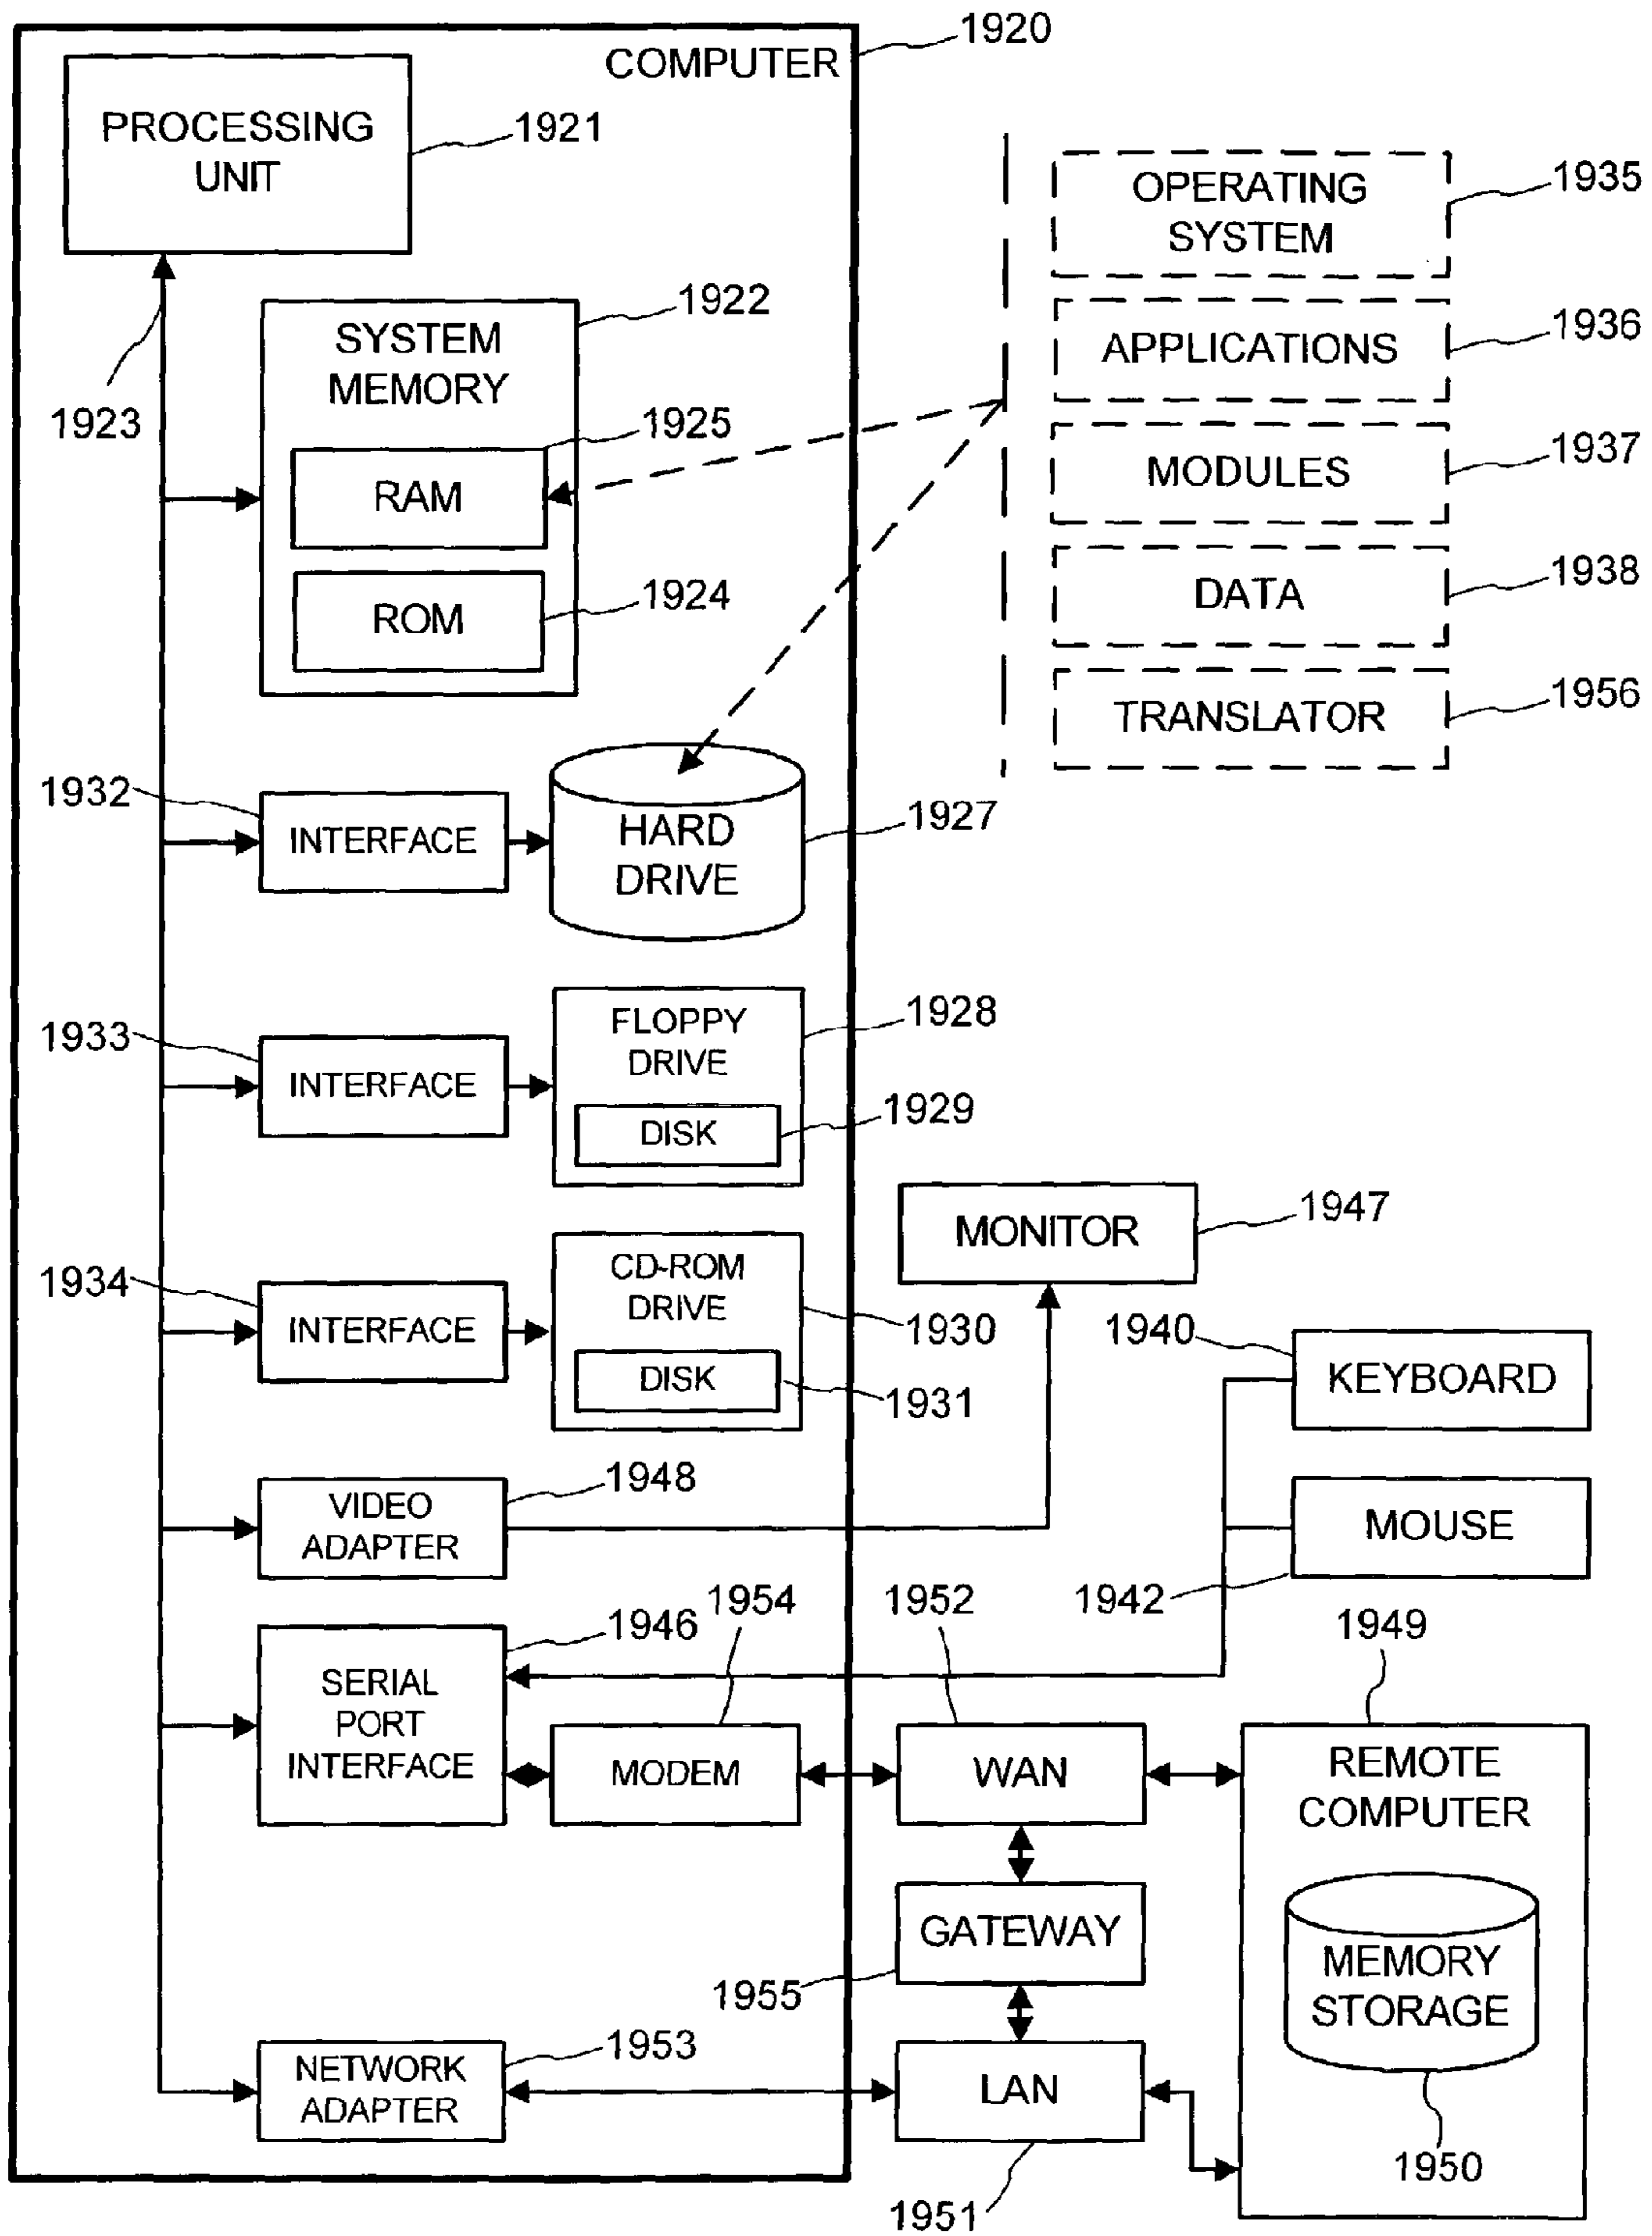 1920
COMPUTER
PROCESSING
UNIT
1921
1923
1922
SYSTEM
MEMORY
1925
RAM
1924
ROM
OPERATING
SYSTEM
1935
APPLICATIONS
1936
MODULES
1937
DATA
1938
TRANSLATOR
1956
1932
INTERFACE
HARD
DRIVE
1927
1933
INTERFACE
FLOPPY
DRIVE
1928
DISK
1929
1934
INTERFACE
CD-ROM
DRIVE
1930
DISK
1931
MONITOR
1947
1940
KEYBOARD
MOUSE
1942
VIDEO
ADAPTER
1948
1946
SERIAL
PORT
INTERFACE
1954
MODEM
1952
WAN
1949
REMOTE
COMPUTER
MEMORY
STORAGE
1950
GATEWAY
1955
NETWORK
ADAPTER
1953
LAN
1951